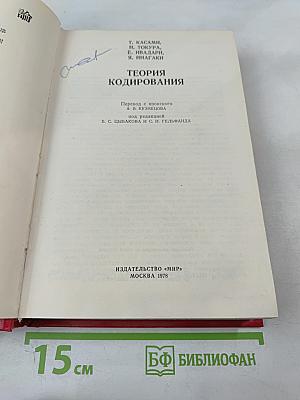 Т. КАСАМИ,
Н. ТОКУРА,
Ё. ИВАДАРИ,
Я. ИНАГАКИ
ТЕОРИЯ
КОДИРОВАНИЯ
Перевод с японского
А. В. КУЗНЕЦОВА
под редакцией
Б. С. ЦЫБАКОВА И С. И. ГЕЛЬФАНДА
ИЗДАТЕЛЬСТВО «МИР»
МОСКВА 1978
15 см
БФ БИБЛИОФАН